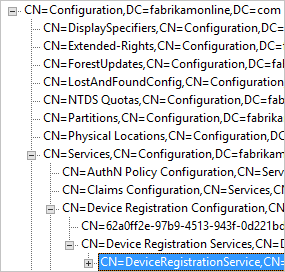 CN=Configuration,DC=fabrikamonline,DC=com
CN=DisplaySpecifiers,CN=Configuration,DC
CN=Extended-Rights,CN=Configuration,DC=f
CN=ForestUpdates,CN=Configuration,DC=fa
CN=LostAndFoundConfig,CN=Configuration,
CN=NTDS Quotas,CN=Configuration,DC=fab
CN=Partitions,CN=Configuration,DC=fabrika
CN=Physical Locations,CN=Configuration,DC
CN=Services,CN=Configuration,DC=fabrikam
CN=AuthN Policy Configuration,CN=Servic
CN=Claims Configuration,CN=Services,CN
CN=Device Registration Configuration,CN
CN=62a0ff2e-97b9-4513-943f-0d221bd
CN=Device Registration Services,CN=D
CN=DeviceRegistrationService,CN=